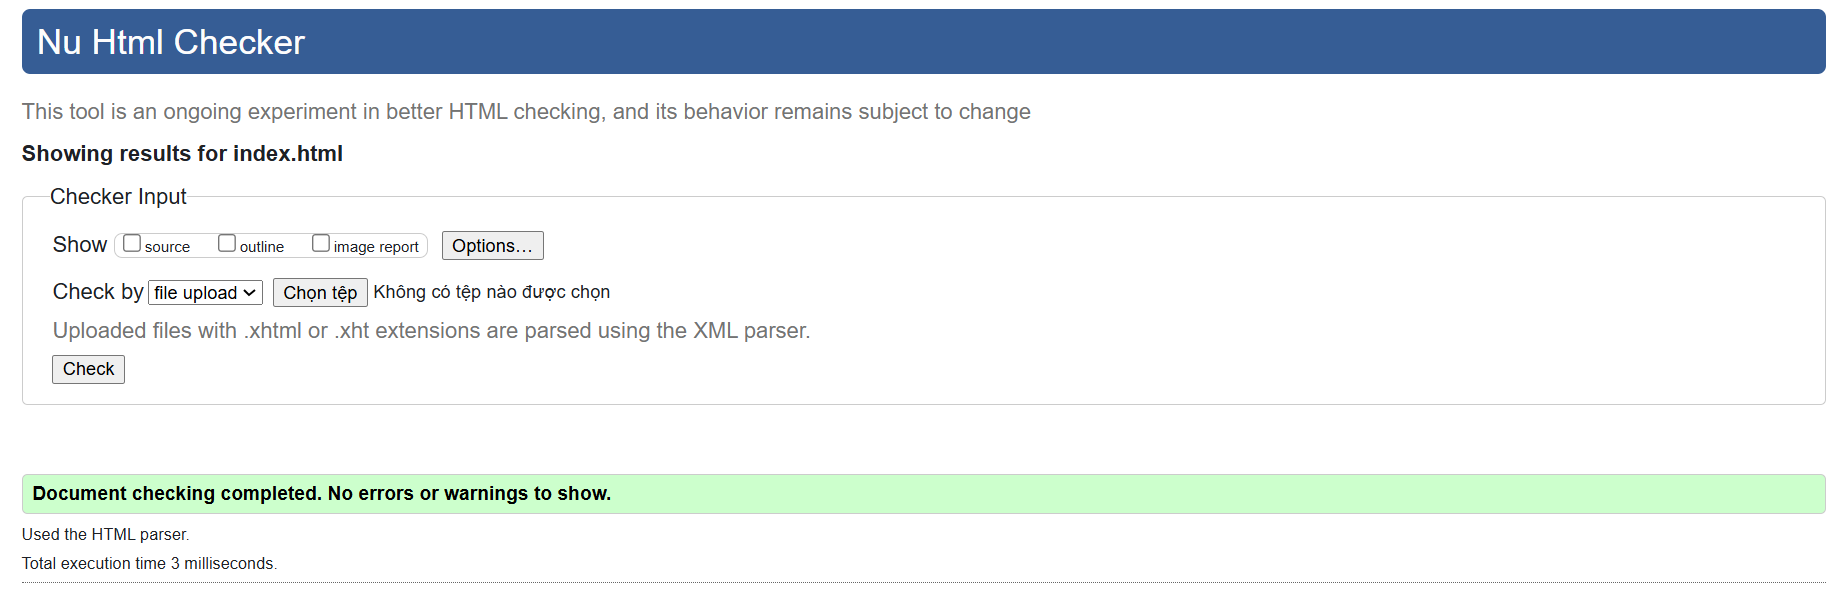 Nu Html Checker
This tool is an ongoing experiment in better HTML checking, and its behavior remains subject to change
Showing results for index.html
Checker Input
Show source outline image report Options…
Check by file upload Chọn tệp Không có tệp nào được chọn
Uploaded files with .xhtml or .xht extensions are parsed using the XML parser.
Check
Document checking completed. No errors or warnings to show.
Used the HTML parser.
Total execution time 3 milliseconds.